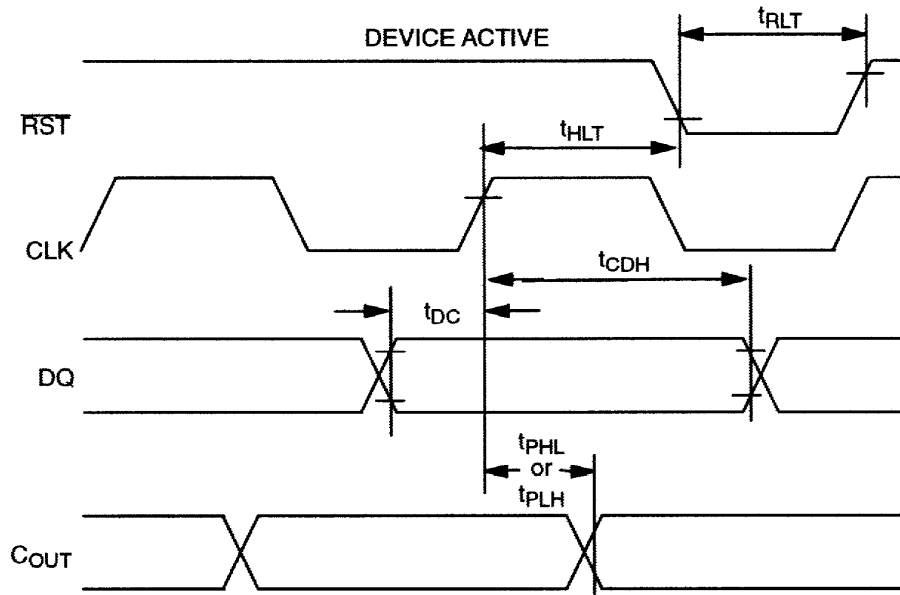 DEVICE ACTIVE
tRLT
RST
tHLT
CLK
tCDH
tDC
DQ
tPHL
or
tPLH
COUT